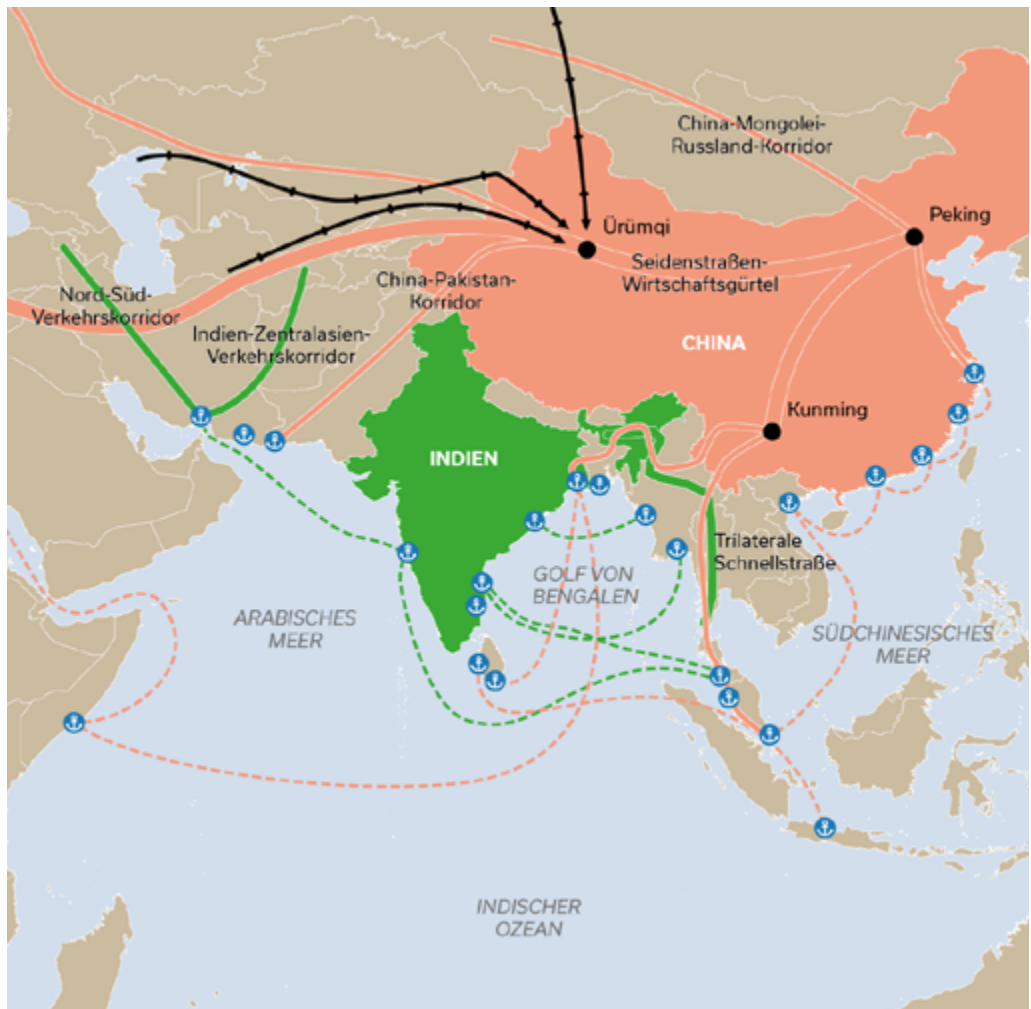 China-Mongolei-
Russland-Korridor
Peking
Ürümqi
Seidenstraßen-
Wirtschaftsgürtel
China-Pakistan-
Korridor
Nord-Süd-
Verkehrskorridor
Indien-Zentralasien-
Verkehrskorridor
CHINA
Kunming
INDIEN
Trilaterale
Schnellstraße
GOLF VON
BENGALEN
ARABISCHES
MEER
SÜDCHINESISCHES
MEER
INDISCHER
OZEAN